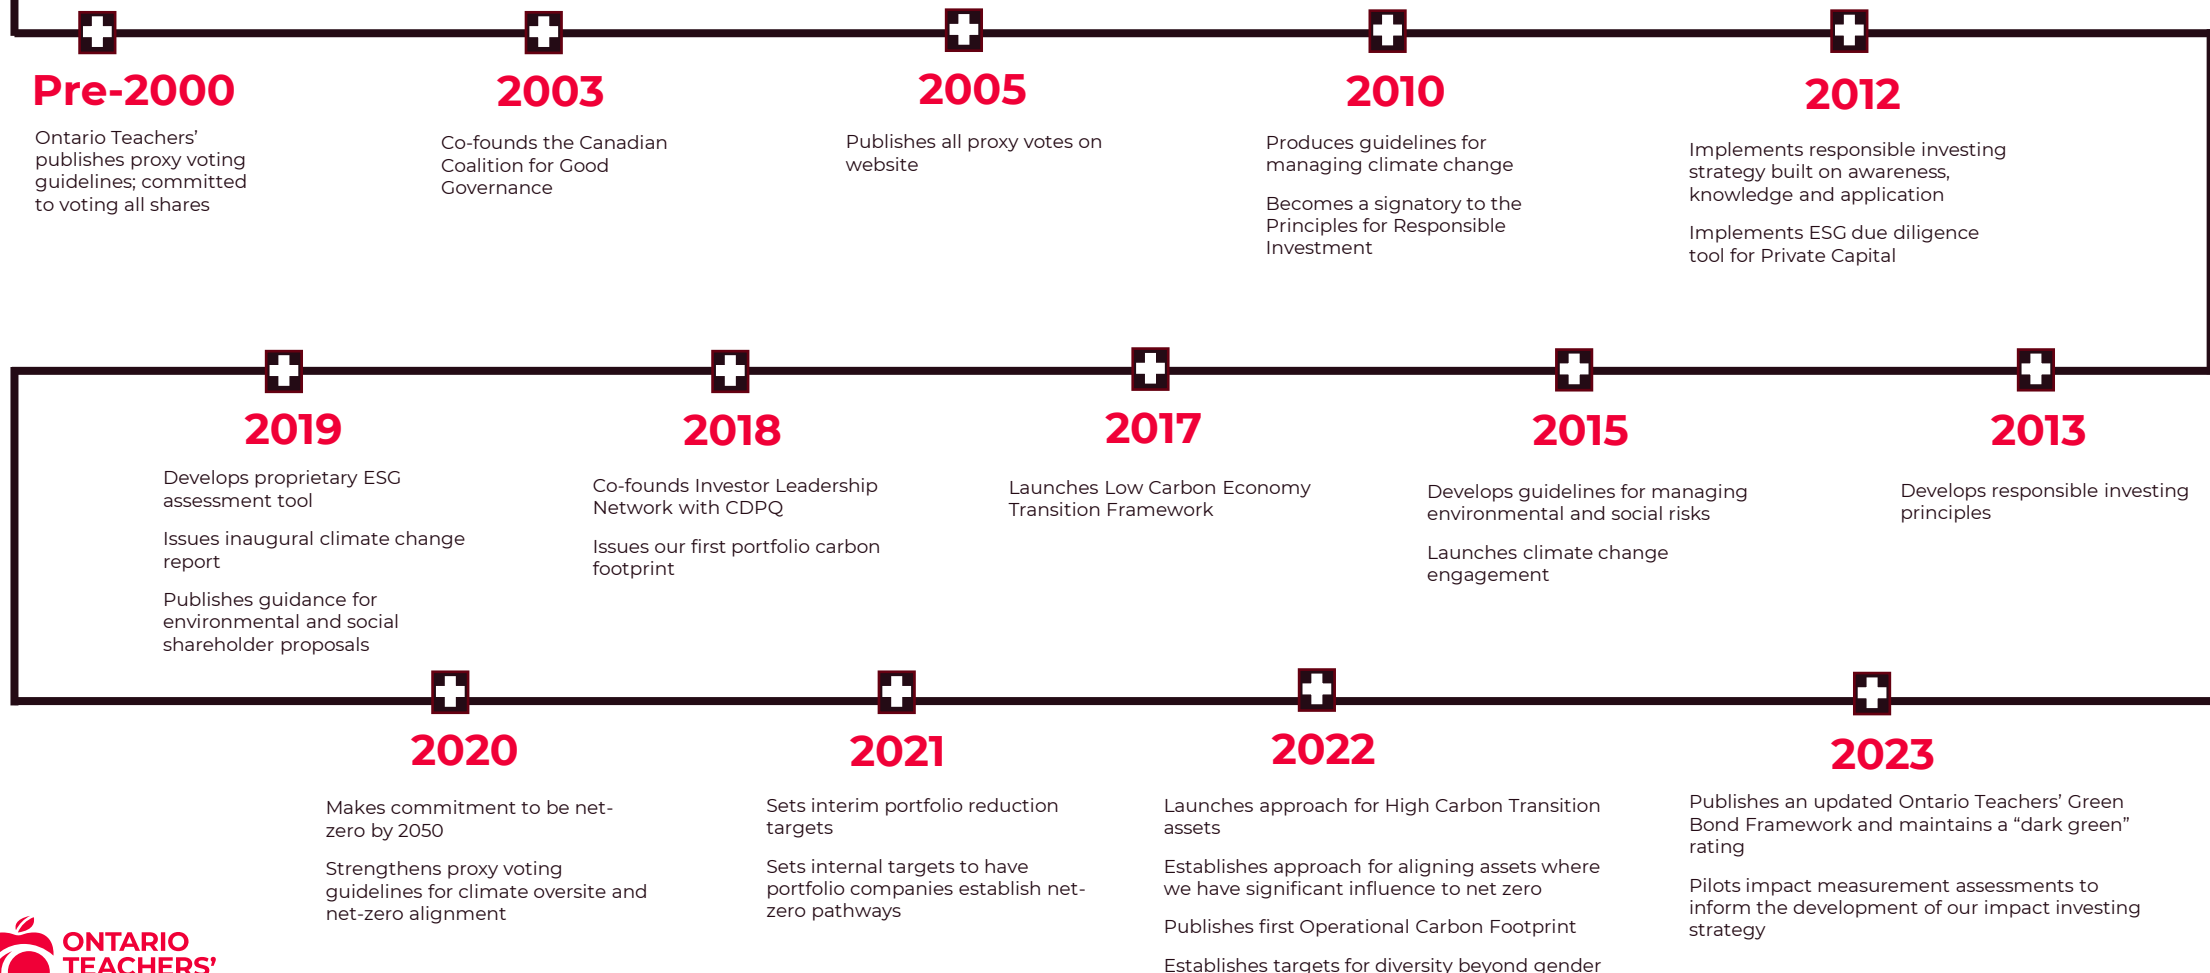 Pre-2000
Ontario Teachers’
publishes proxy voting
guidelines; committed
to voting all shares
2003
Co-founds the Canadian
Coalition for Good
Governance
2005
Publishes all proxy votes on
website
2010
Produces guidelines for
managing climate change
Becomes a signatory to the
Principles for Responsible
Investment
2012
Implements responsible investing
strategy built on awareness,
knowledge and application
Implements ESG due diligence
tool for Private Capital
2013
Develops responsible investing
principles
2015
Develops guidelines for managing
environmental and social risks
Launches climate change
engagement
2017
Launches Low Carbon Economy
Transition Framework
2018
Co-founds Investor Leadership
Network with CDPQ
Issues our first portfolio carbon
footprint
2019
Develops proprietary ESG
assessment tool
Issues inaugural climate change
report
Publishes guidance for
environmental and social
shareholder proposals
2020
Makes commitment to be net-
zero by 2050
Strengthens proxy voting
guidelines for climate oversite and
net-zero alignment
2021
Sets interim portfolio reduction
targets
Sets internal targets to have
portfolio companies establish net-
zero pathways
2022
Launches approach for High Carbon Transition
assets
Establishes approach for aligning assets where
we have significant influence to net zero
Publishes first Operational Carbon Footprint
Establishes targets for diversity beyond gender
2023
Publishes an updated Ontario Teachers’ Green
Bond Framework and maintains a “dark green”
rating
Pilots impact measurement assessments to
inform the development of our impact investing
strategy
ONTARIO
TEACHERS’